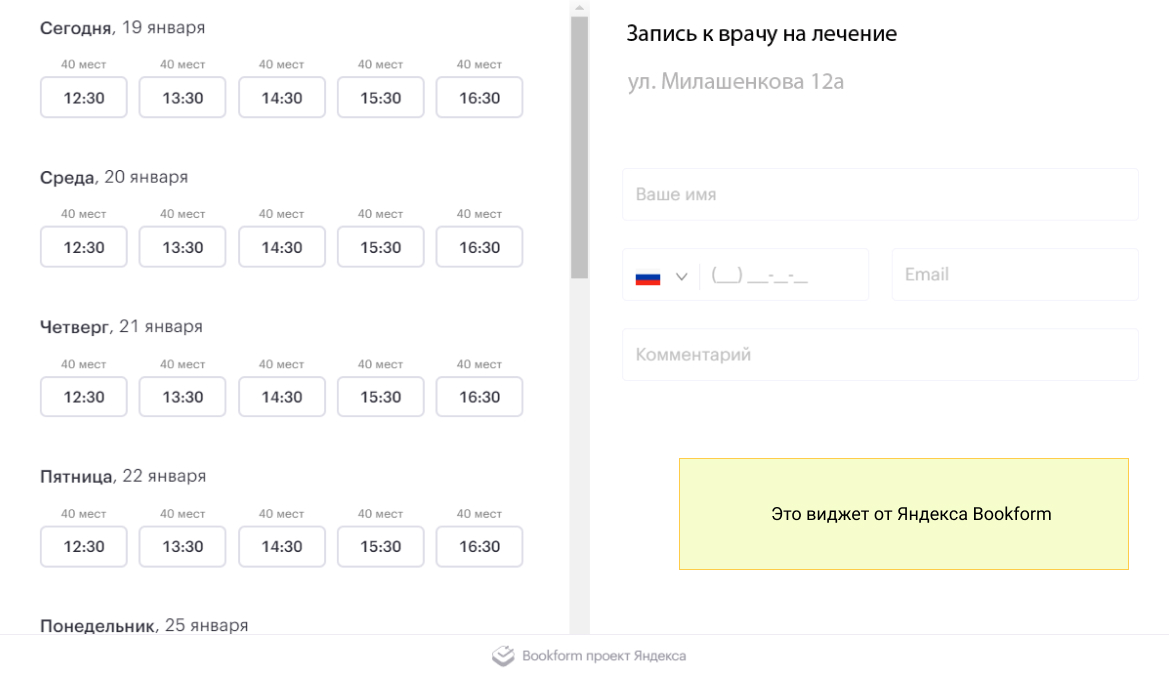 Сегодня, 19 января
40 мест 40 мест 40 мест 40 мест 40 мест
12:30 13:30 14:30 15:30 16:30
Среда, 20 января
40 мест 40 мест 40 мест 40 мест 40 мест
12:30 13:30 14:30 15:30 16:30
Четверг, 21 января
40 мест 40 мест 40 мест 40 мест 40 мест
12:30 13:30 14:30 15:30 16:30
Пятница, 22 января
40 мест 40 мест 40 мест 40 мест 40 мест
12:30 13:30 14:30 15:30 16:30
Понедельник, 25 января
Запись к врачу на лечение
ул. Милашенкова 12а
Ваше имя
(__) ___-__-__ Email
Комментарий
Это виджет от Яндекса Bookform
Bookform проект Яндекса